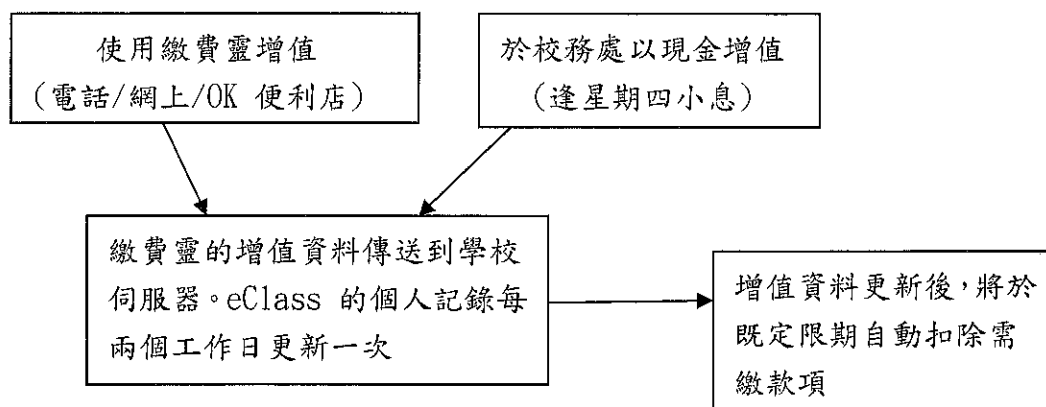 使用繳費靈增值
(電話/網上/OK 便利店)
於校務處以現金增值
(逢星期四小息)
繳費靈的增值資料傳送到學校
伺服器。eClass 的個人記錄每
兩個工作日更新一次
增值資料更新後,將於
既定限期自動扣除需
繳款項